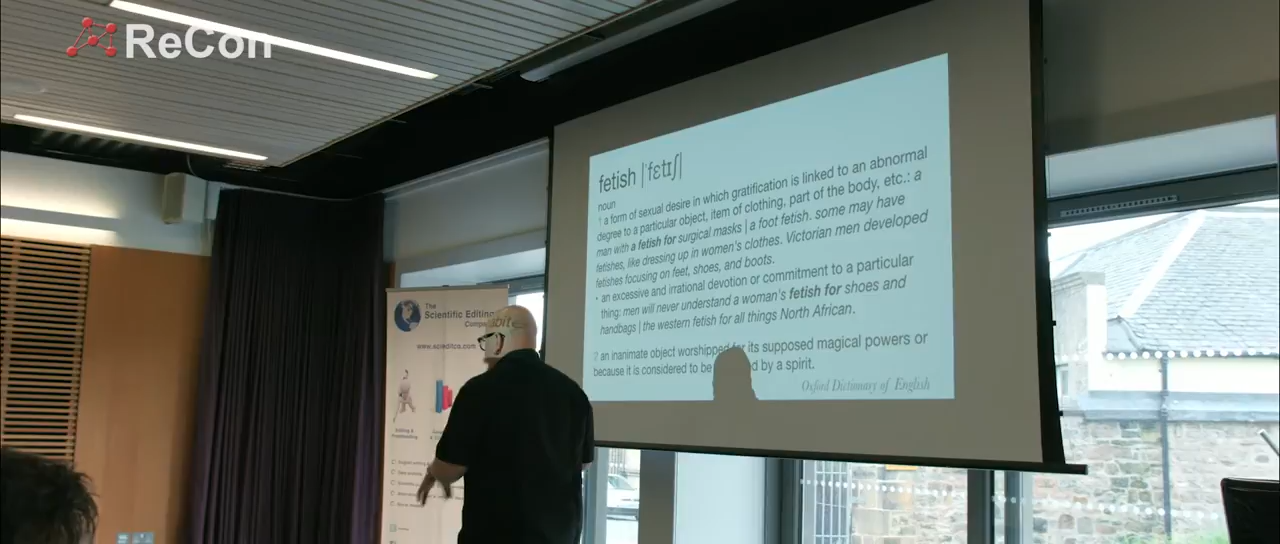 ReCon
fetish |ˈfɛtɪʃ|
noun
1 a form of sexual desire in which gratification is linked to an abnormal
degree to a particular object, item of clothing, part of the body, etc.: a
man with a fetish for surgical masks | a foot fetish. some may have
fetishes, like dressing up in women's clothes. Victorian men developed
fetishes focusing on feet, shoes, and boots.
• an excessive and irrational devotion or commitment to a particular
thing: men will never understand a woman's fetish for shoes and
handbags | the western fetish for all things North African.
2 an inanimate object worshipped for its supposed magical powers or
because it is considered to be d by a spirit.
Oxford Dictionary of English
The
Scientific Editing